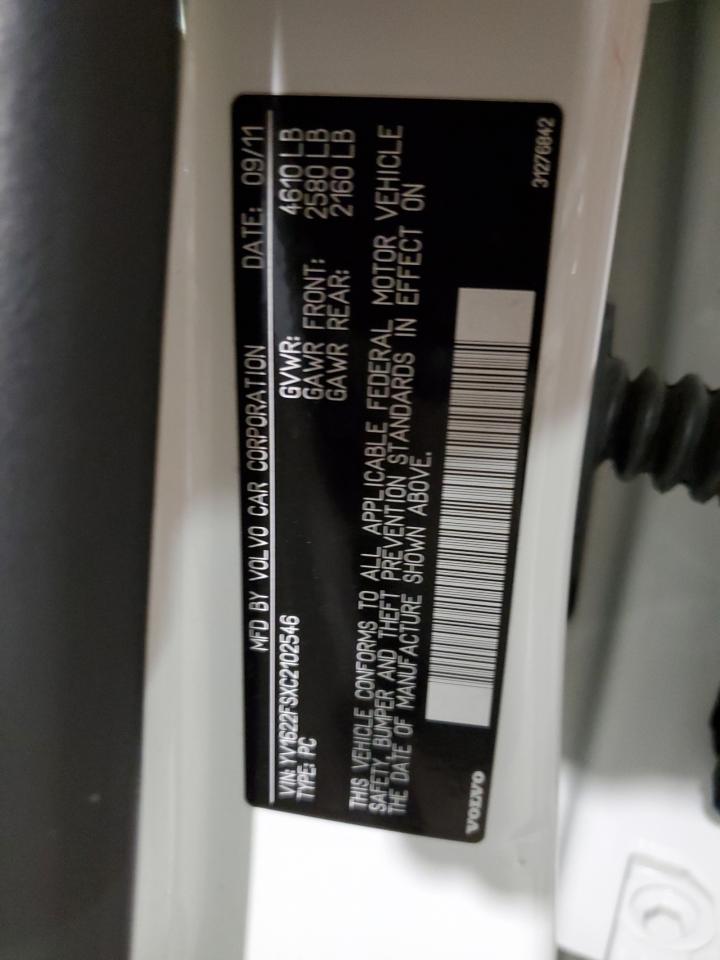 MFD BY VOLVO CAR CORPORATION DATE: 09/11
VIN: YV1622FSXC2102546 GVWR: 4610 LB
TYPE: PC GAWR FRONT: 2580 LB
GAWR REAR: 2160 LB
THIS VEHICLE CONFORMS TO ALL APPLICABLE FEDERAL MOTOR VEHICLE
SAFETY, BUMPER AND THEFT PREVENTION STANDARDS IN EFFECT ON
THE DATE OF MANUFACTURE SHOWN ABOVE.
VOLVO 31276842